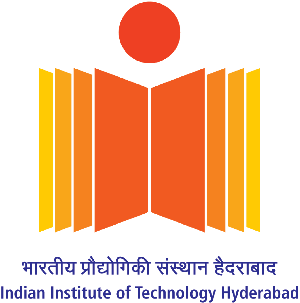 भारतीय प्रौद्योगिकी संस्थान हैदराबाद
Indian Institute of Technology Hyderabad